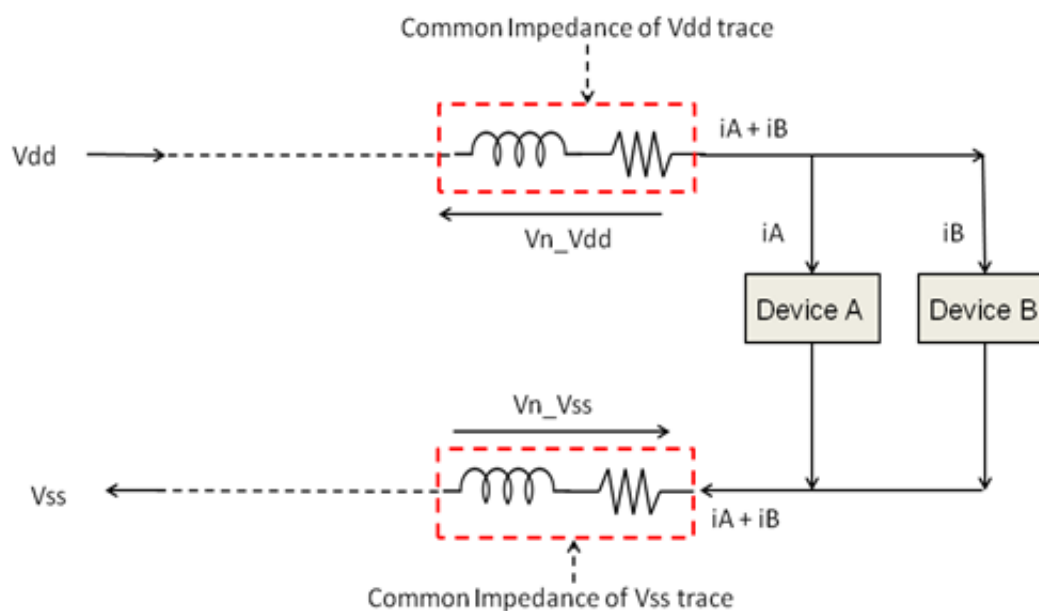 Common Impedance of Vdd trace
iA + iB
Vdd
Vn_Vdd
iA
iB
Device A
Device B
Vn_Vss
Vss
iA + iB
Common Impedance of Vss trace